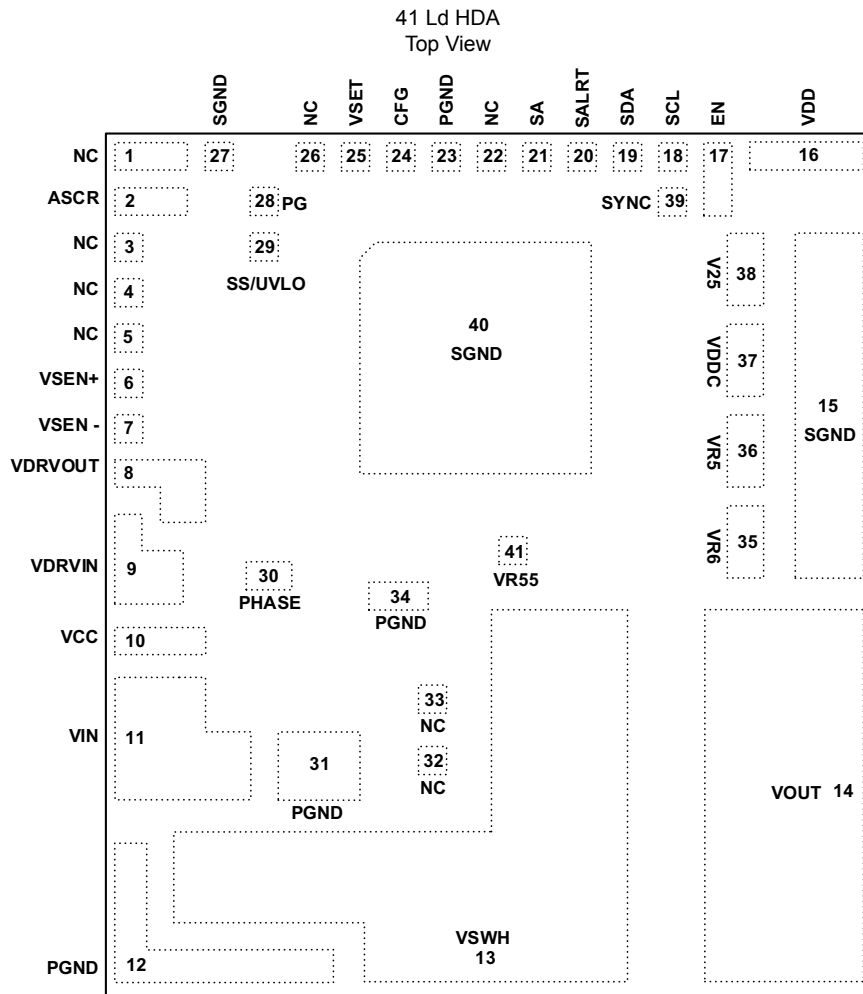 41 Ld HDA
Top View
SGND NC VSET CFG PGND NC SA SALRT SDA SCL EN VDD
NC 1 27 26 25 24 23 22 21 20 19 18 17 16
ASCR 2 28 PG SYNC 39
NC 3 29 V25 38
SS/UVLO
NC 4
40
SGND
NC 5 VDDC 37
VSEN+ 6
15
SGND
VSEN - 7 VR5 36
VDRVOUT 8
VR6 35
41
VR55
VDRVIN 9 30
PHASE
34
PGND
VCC 10
33
NC
VIN 11 31
PGND
32
NC
VOUT 14
VSWH
13
PGND 12